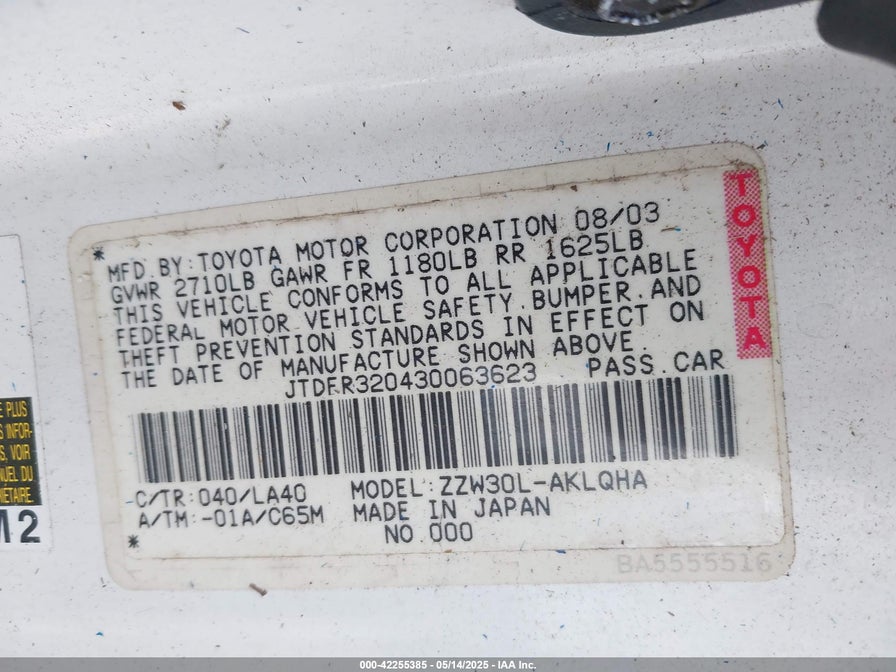 * MFD BY:TOYOTA MOTOR CORPORATION 08/03
GVWR 2710LB GAWR FR 1180LB RR 1625LB
THIS VEHICLE CONFORMS TO ALL APPLICABLE
FEDERAL MOTOR VEHICLE SAFETY.BUMPER.AND
THEFT PREVENTION STANDARDS IN EFFECT ON
THE DATE OF MANUFACTURE SHOWN ABOVE.
JTDFR320430063623 PASS.CAR
C/TR:040/LA40 MODEL:ZZW30L-AKLQHA
A/TM:-01A/C65M MADE IN JAPAN
* NO 000
BA5555516
TOYOTA
PLUS
VOIR
DU
M2
000-42255385 - 05/14/2025 - IAA Inc.